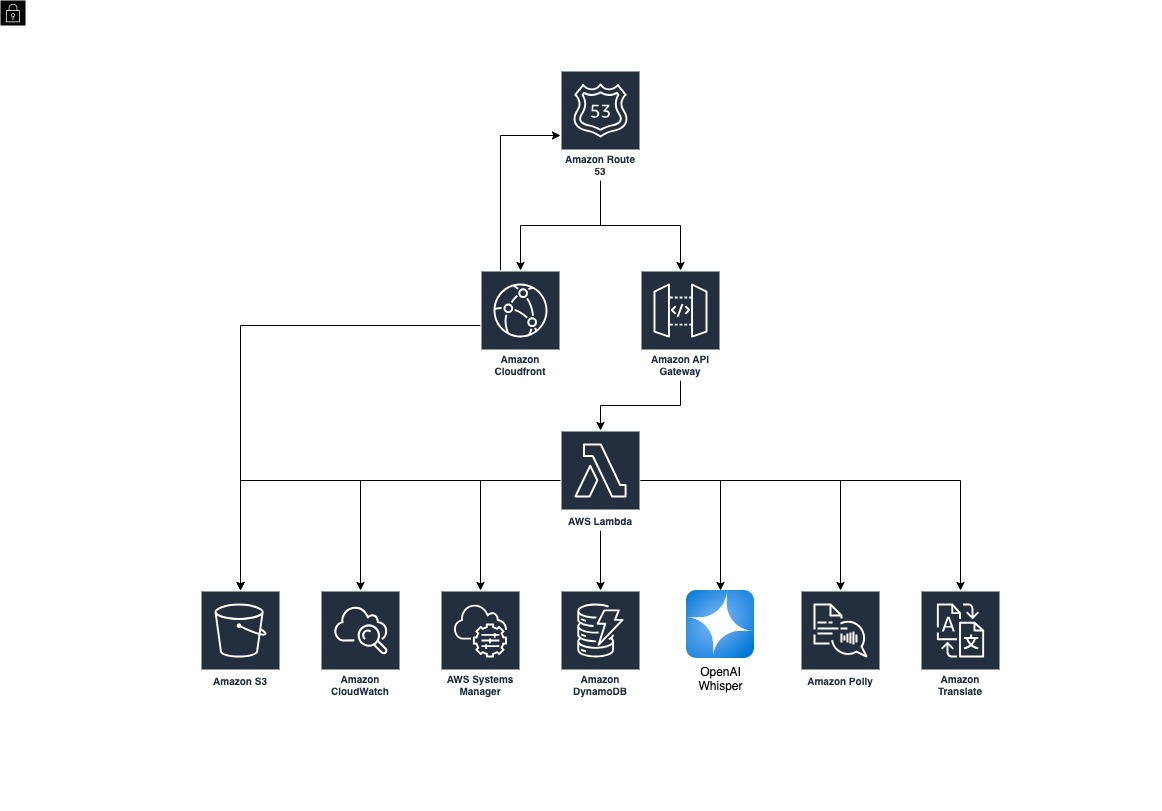 53
Amazon Route
53
Amazon
Cloudfront
</>
Amazon API
Gateway
AWS Lambda
Amazon S3
Amazon
CloudWatch
AWS Systems
Manager
Amazon
DynamoDB
OpenAI
Whisper
Amazon Polly
A
文
Amazon
Translate